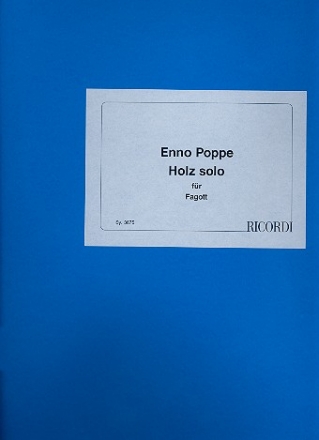 Enno Poppe
Holz solo
für
Fagott
RICORDI